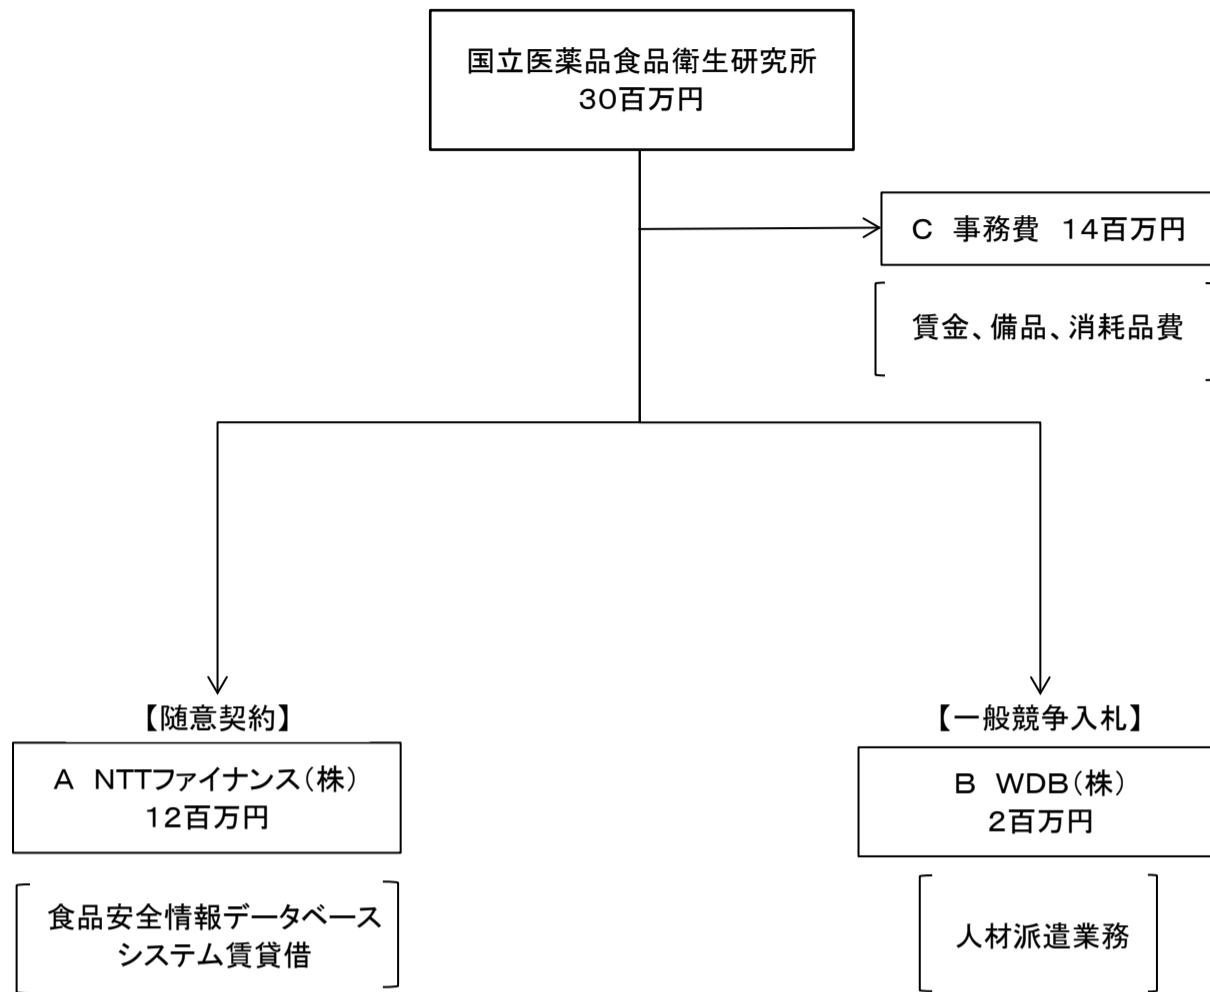 国立医薬品食品衛生研究所
30百万円
C 事務費 14百万円
賃金、備品、消耗品費
【随意契約】
A NTTファイナンス(株)
12百万円
食品安全情報データベース
システム賃貸借
【一般競争入札】
B WDB(株)
2百万円
人材派遣業務